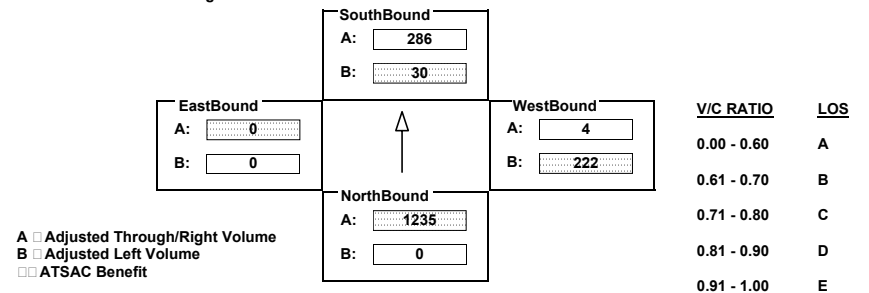 SouthBound
A: 286
B: 30
EastBound
A: 0
B: 0
WestBound
A: 4
B: 222
NorthBound
A: 1235
B: 0
A □ Adjusted Through/Right Volume
B □ Adjusted Left Volume
□□ ATSAC Benefit
V/C RATIO LOS
0.00 - 0.60 A
0.61 - 0.70 B
0.71 - 0.80 C
0.81 - 0.90 D
0.91 - 1.00 E